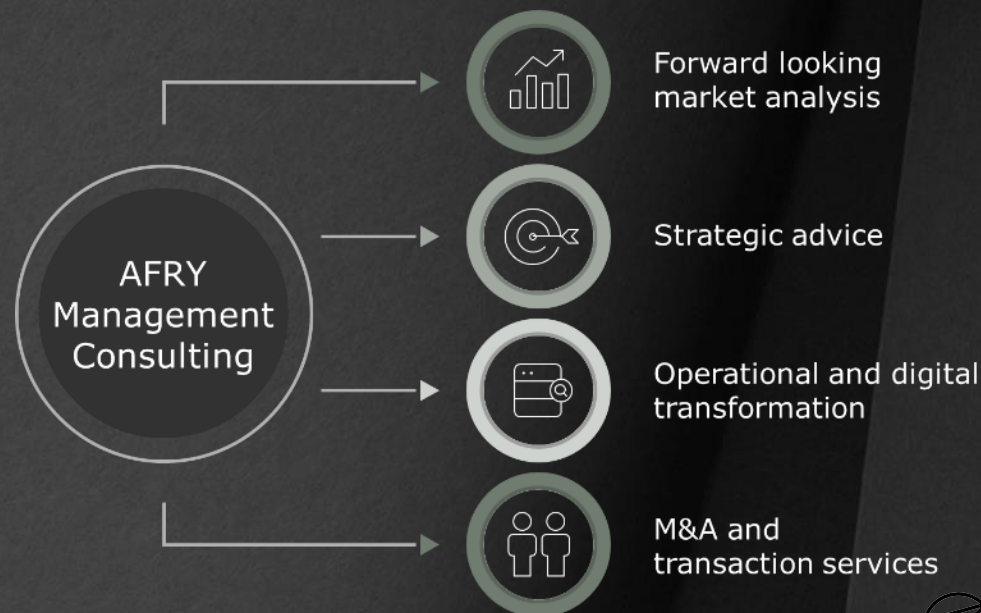 Forward looking
market analysis
Strategic advice
AFRY
Management
Consulting
Operational and digital
transformation
M&A and
transaction services